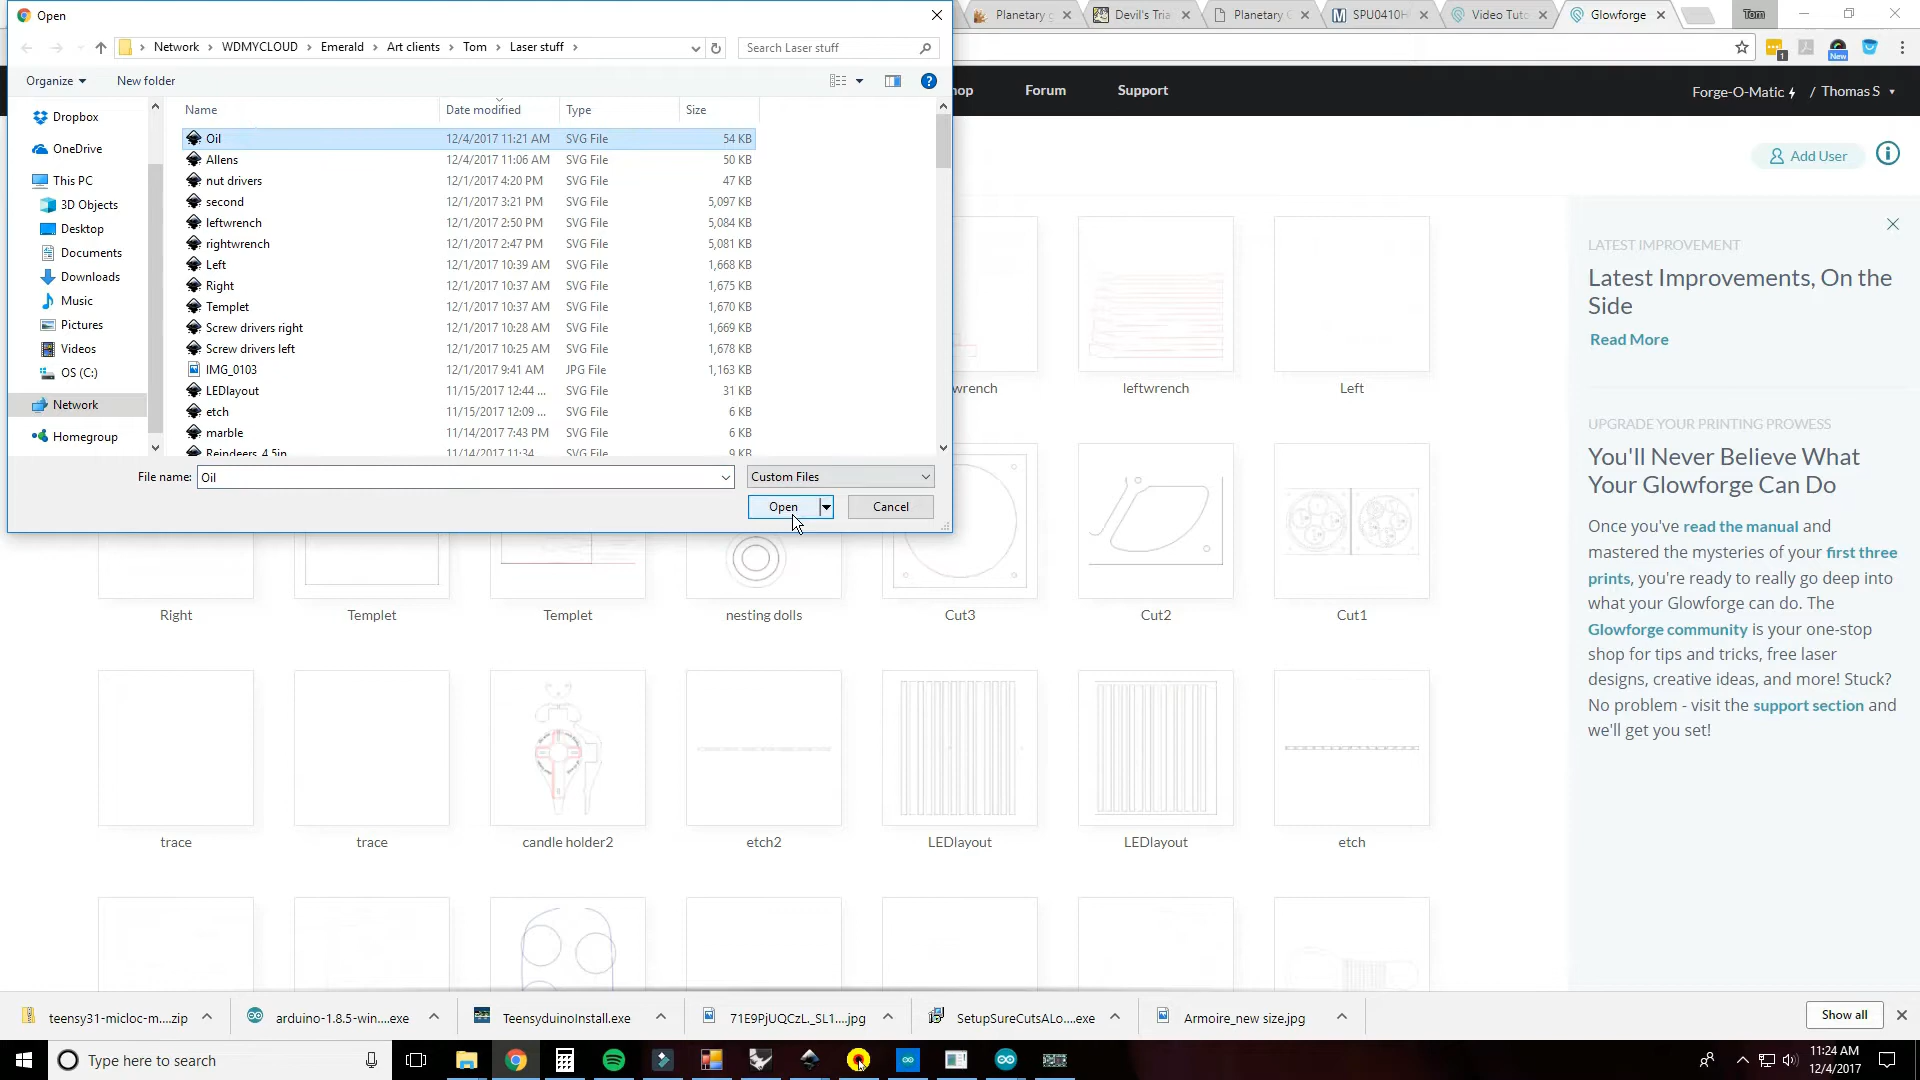 Open
Planetary g
Devil's Tria
Planetary (
SPU0410H
Video Tuto
Glowforge
Tom
Network > WDMYCLOUD > Emerald > Art clients > Tom > Laser stuff >
Search Laser stuff
Organize
New folder
1
New
op
Forum
Support
Forge-O-Matic / Thomas S
Add User
Name
Date modified
Type
Size
Dropbox
OneDrive
This PC
3D Objects
Desktop
Documents
Downloads
Music
Pictures
Videos
OS (C:)
Network
Homegroup
Oil 12/4/2017 11:21 AM SVG File 54 KB
Allens 12/4/2017 11:06 AM SVG File 50 KB
nut drivers 12/1/2017 4:20 PM SVG File 47 KB
second 12/1/2017 3:21 PM SVG File 5,097 KB
leftwrench 12/1/2017 2:50 PM SVG File 5,084 KB
rightwrench 12/1/2017 2:47 PM SVG File 5,081 KB
Left 12/1/2017 10:39 AM SVG File 1,668 KB
Right 12/1/2017 10:37 AM SVG File 1,675 KB
Templet 12/1/2017 10:37 AM SVG File 1,670 KB
Screw drivers right 12/1/2017 10:28 AM SVG File 1,669 KB
Screw drivers left 12/1/2017 10:25 AM SVG File 1,678 KB
IMG_0103 12/1/2017 9:41 AM JPG File 1,163 KB
LEDlayout 11/15/2017 12:44 ... SVG File 31 KB
etch 11/15/2017 12:09 ... SVG File 6 KB
marble 11/14/2017 7:43 PM SVG File 6 KB
Reindeers_4.5in 11/14/2017 11:34 SVG File 9 KB
File name:
Oil
Custom Files
Open
Cancel
wrench
leftwrench
Left
Right
Templet
Templet
nesting dolls
Cut3
Cut2
Cut1
trace
trace
candle holder2
etch2
LEDlayout
LEDlayout
etch
LATEST IMPROVEMENT
Latest Improvements, On the
Side
Read More
UPGRADE YOUR PRINTING PROWESS
You'll Never Believe What
Your Glowforge Can Do
Once you've read the manual and
mastered the mysteries of your first three
prints, you're ready to really go deep into
what your Glowforge can do. The
Glowforge community is your one-stop
shop for tips and tricks, free laser
designs, creative ideas, and more! Stuck?
No problem - visit the support section and
we'll get you set!
teensy31-micloc-m....zip
arduino-1.8.5-win....exe
TeensyduinoInstall.exe
71E9PjUQCzL._SL1....jpg
SetupSureCutsALo....exe
Armoire_new size.jpg
Show all
Type here to search
11:24 AM
12/4/2017